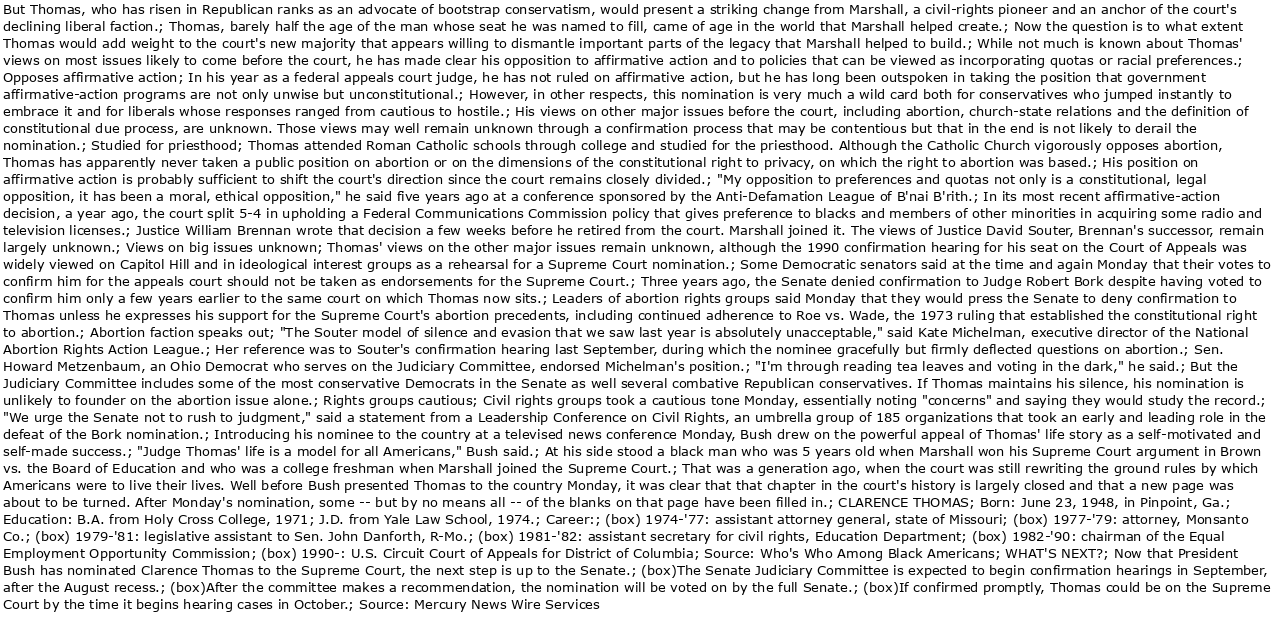 But Thomas, who has risen in Republican ranks as an advocate of bootstrap conservatism, would present a striking change from Marshall, a civil-rights pioneer and an anchor of the court's
declining liberal faction.; Thomas, barely half the age of the man whose seat he was named to fill, came of age in the world that Marshall helped create.; Now the question is to what extent
Thomas would add weight to the court's new majority that appears willing to dismantle important parts of the legacy that Marshall helped to build.; While not much is known about Thomas'
views on most issues likely to come before the court, he has made clear his opposition to affirmative action and to policies that can be viewed as incorporating quotas or racial preferences.;
Opposes affirmative action; In his year as a federal appeals court judge, he has not ruled on affirmative action, but he has long been outspoken in taking the position that government
affirmative-action programs are not only unwise but unconstitutional.; However, in other respects, this nomination is very much a wild card both for conservatives who jumped instantly to
embrace it and for liberals whose responses ranged from cautious to hostile.; His views on other major issues before the court, including abortion, church-state relations and the definition of
constitutional due process, are unknown. Those views may well remain unknown through a confirmation process that may be contentious but that in the end is not likely to derail the
nomination.; Studied for priesthood; Thomas attended Roman Catholic schools through college and studied for the priesthood. Although the Catholic Church vigorously opposes abortion,
Thomas has apparently never taken a public position on abortion or on the dimensions of the constitutional right to privacy, on which the right to abortion was based.; His position on
affirmative action is probably sufficient to shift the court's direction since the court remains closely divided.; "My opposition to preferences and quotas not only is a constitutional, legal
opposition, it has been a moral, ethical opposition," he said five years ago at a conference sponsored by the Anti-Defamation League of B'nai B'rith.; In its most recent affirmative-action
decision, a year ago, the court split 5-4 in upholding a Federal Communications Commission policy that gives preference to blacks and members of other minorities in acquiring some radio and
television licenses.; Justice William Brennan wrote that decision a few weeks before he retired from the court. Marshall joined it. The views of Justice David Souter, Brennan's successor, remain
largely unknown.; Views on big issues unknown; Thomas' views on the other major issues remain unknown, although the 1990 confirmation hearing for his seat on the Court of Appeals was
widely viewed on Capitol Hill and in ideological interest groups as a rehearsal for a Supreme Court nomination.; Some Democratic senators said at the time and again Monday that their votes to
confirm him for the appeals court should not be taken as endorsements for the Supreme Court.; Three years ago, the Senate denied confirmation to Judge Robert Bork despite having voted to
confirm him only a few years earlier to the same court on which Thomas now sits.; Leaders of abortion rights groups said Monday that they would press the Senate to deny confirmation to
Thomas unless he expresses his support for the Supreme Court's abortion precedents, including continued adherence to Roe vs. Wade, the 1973 ruling that established the constitutional right
to abortion.; Abortion faction speaks out; "The Souter model of silence and evasion that we saw last year is absolutely unacceptable," said Kate Michelman, executive director of the National
Abortion Rights Action League.; Her reference was to Souter's confirmation hearing last September, during which the nominee gracefully but firmly deflected questions on abortion.; Sen.
Howard Metzenbaum, an Ohio Democrat who serves on the Judiciary Committee, endorsed Michelman's position.; "I'm through reading tea leaves and voting in the dark," he said.; But the
Judiciary Committee includes some of the most conservative Democrats in the Senate as well several combative Republican conservatives. If Thomas maintains his silence, his nomination is
unlikely to founder on the abortion issue alone.; Rights groups cautious; Civil rights groups took a cautious tone Monday, essentially noting "concerns" and saying they would study the record.;
"We urge the Senate not to rush to judgment," said a statement from a Leadership Conference on Civil Rights, an umbrella group of 185 organizations that took an early and leading role in the
defeat of the Bork nomination.; Introducing his nominee to the country at a televised news conference Monday, Bush drew on the powerful appeal of Thomas' life story as a self-motivated and
self-made success.; "Judge Thomas' life is a model for all Americans," Bush said.; At his side stood a black man who was 5 years old when Marshall won his Supreme Court argument in Brown
vs. the Board of Education and who was a college freshman when Marshall joined the Supreme Court.; That was a generation ago, when the court was still rewriting the ground rules by which
Americans were to live their lives. Well before Bush presented Thomas to the country Monday, it was clear that that chapter in the court's history is largely closed and that a new page was
about to be turned. After Monday's nomination, some -- but by no means all -- of the blanks on that page have been filled in.; CLARENCE THOMAS; Born: June 23, 1948, in Pinpoint, Ga.;
Education: B.A. from Holy Cross College, 1971; J.D. from Yale Law School, 1974.; Career:; (box) 1974-'77: assistant attorney general, state of Missouri; (box) 1977-'79: attorney, Monsanto
Co.; (box) 1979-'81: legislative assistant to Sen. John Danforth, R-Mo.; (box) 1981-'82: assistant secretary for civil rights, Education Department; (box) 1982-'90: chairman of the Equal
Employment Opportunity Commission; (box) 1990-: U.S. Circuit Court of Appeals for District of Columbia; Source: Who's Who Among Black Americans; WHAT'S NEXT?; Now that President
Bush has nominated Clarence Thomas to the Supreme Court, the next step is up to the Senate.; (box)The Senate Judiciary Committee is expected to begin confirmation hearings in September,
after the August recess.; (box)After the committee makes a recommendation, the nomination will be voted on by the full Senate.; (box)If confirmed promptly, Thomas could be on the Supreme
Court by the time it begins hearing cases in October.; Source: Mercury News Wire Services